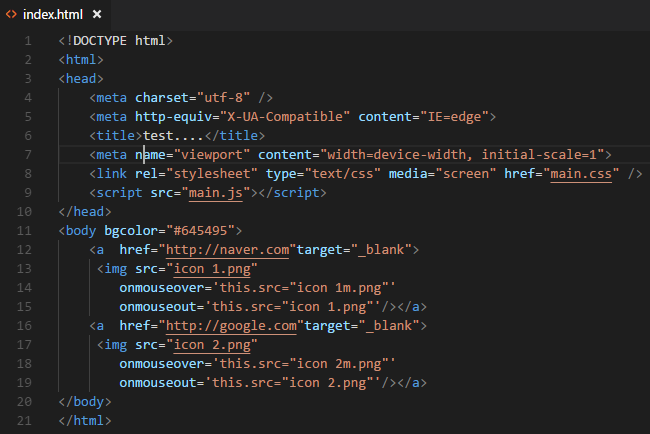 index.html ×
1 <!DOCTYPE html>
2 <html>
3 <head>
4 <meta charset="utf-8" />
5 <meta http-equiv="X-UA-Compatible" content="IE=edge">
6 <title>test....</title>
7 <meta name="viewport" content="width=device-width, initial-scale=1">
8 <link rel="stylesheet" type="text/css" media="screen" href="main.css" />
9 <script src="main.js"></script>
10 </head>
11 <body bgcolor="#645495">
12 <a  href="http://naver.com"target="_blank">
13 <img src="icon 1.png"
14 onmouseover='this.src="icon 1m.png"'
15 onmouseout='this.src="icon 1.png"'/></a>
16 <a  href="http://google.com"target="_blank">
17 <img src="icon 2.png"
18 onmouseover='this.src="icon 2m.png"'
19 onmouseout='this.src="icon 2.png"'/></a>
20 </body>
21 </html>